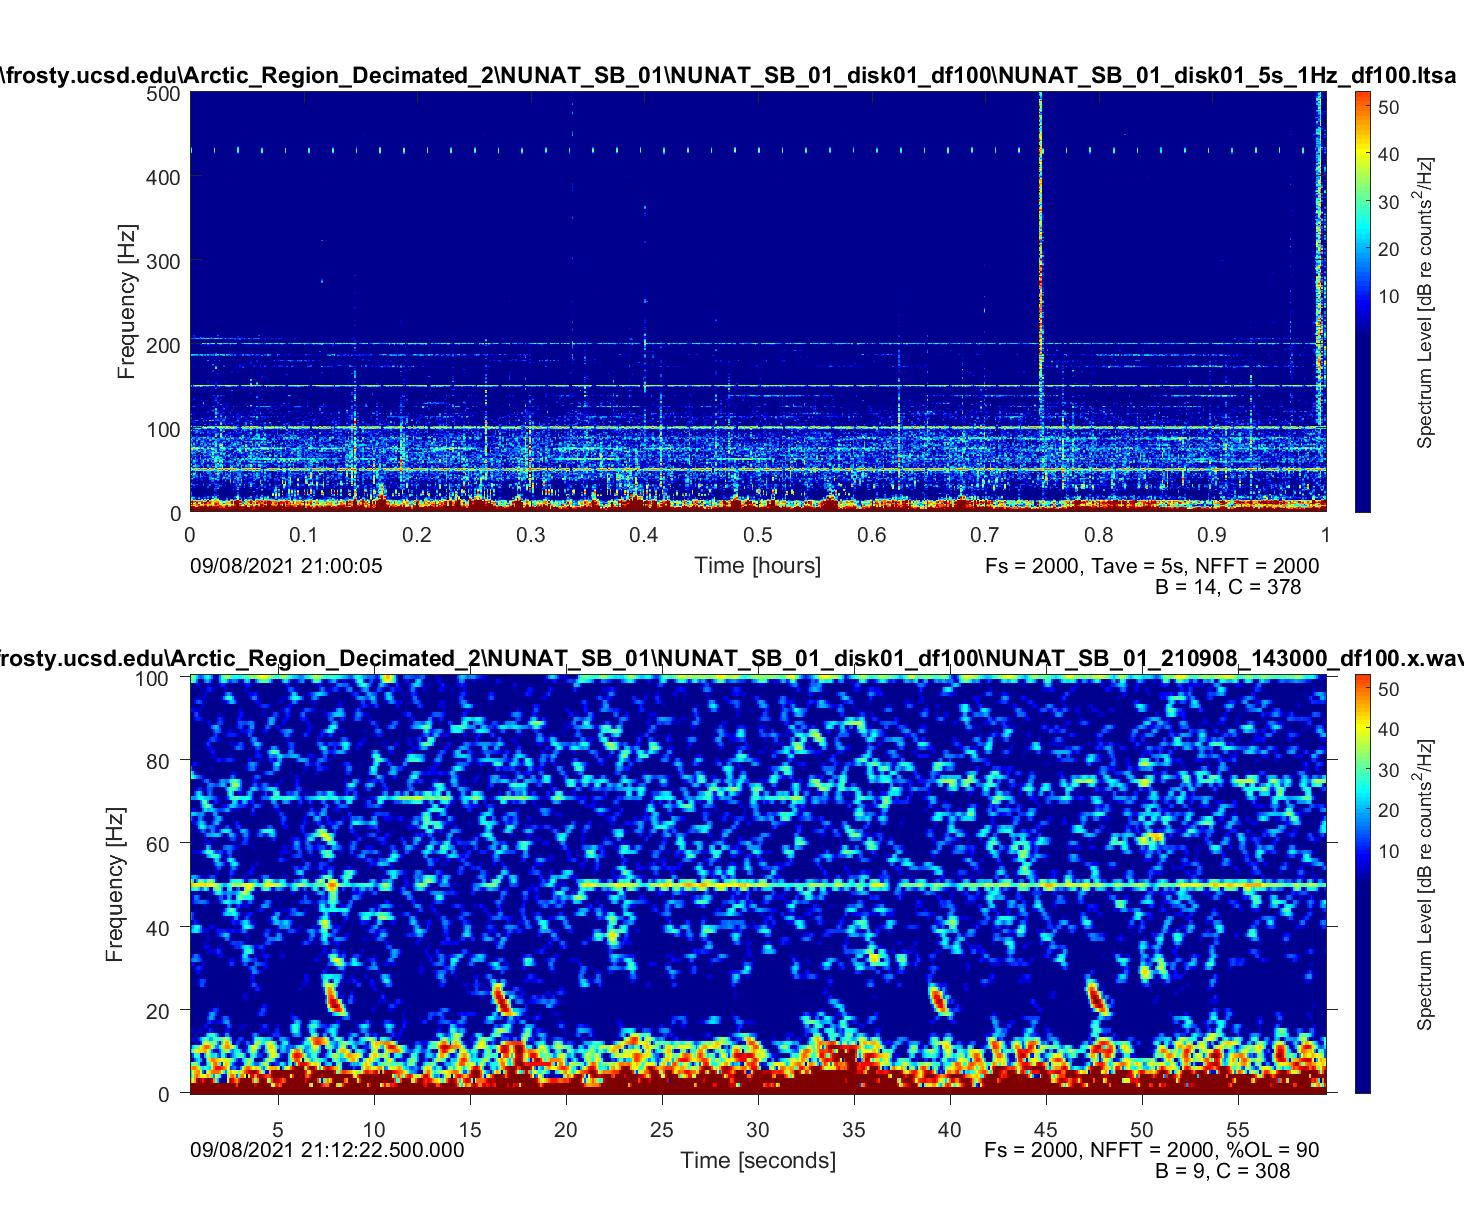 \frosty.ucsd.edu\Arctic_Region_Decimated_2\NUNAT_SB_01\NUNAT_SB_01_disk01_df100\NUNAT_SB_01_disk01_5s_1Hz_df100.ltsa
500
400
300
200
100
0
Frequency [Hz]
0 0.1 0.2 0.3 0.4 0.5 0.6 0.7 0.8 0.9 1
Time [hours]
09/08/2021 21:00:05
Fs = 2000, Tave = 5s, NFFT = 2000
B = 14, C = 378
50
40
30
20
10
Spectrum Level [dB re counts²/Hz]
frosty.ucsd.edu\Arctic_Region_Decimated_2\NUNAT_SB_01\NUNAT_SB_01_disk01_df100\NUNAT_SB_01_210908_143000_df100.x.wav
100
80
60
40
20
0
Frequency [Hz]
5 10 15 20 25 30 35 40 45 50 55
Time [seconds]
09/08/2021 21:12:22.500.000
Fs = 2000, NFFT = 2000, %OL = 90
B = 9, C = 308
50
40
30
20
10
Spectrum Level [dB re counts²/Hz]